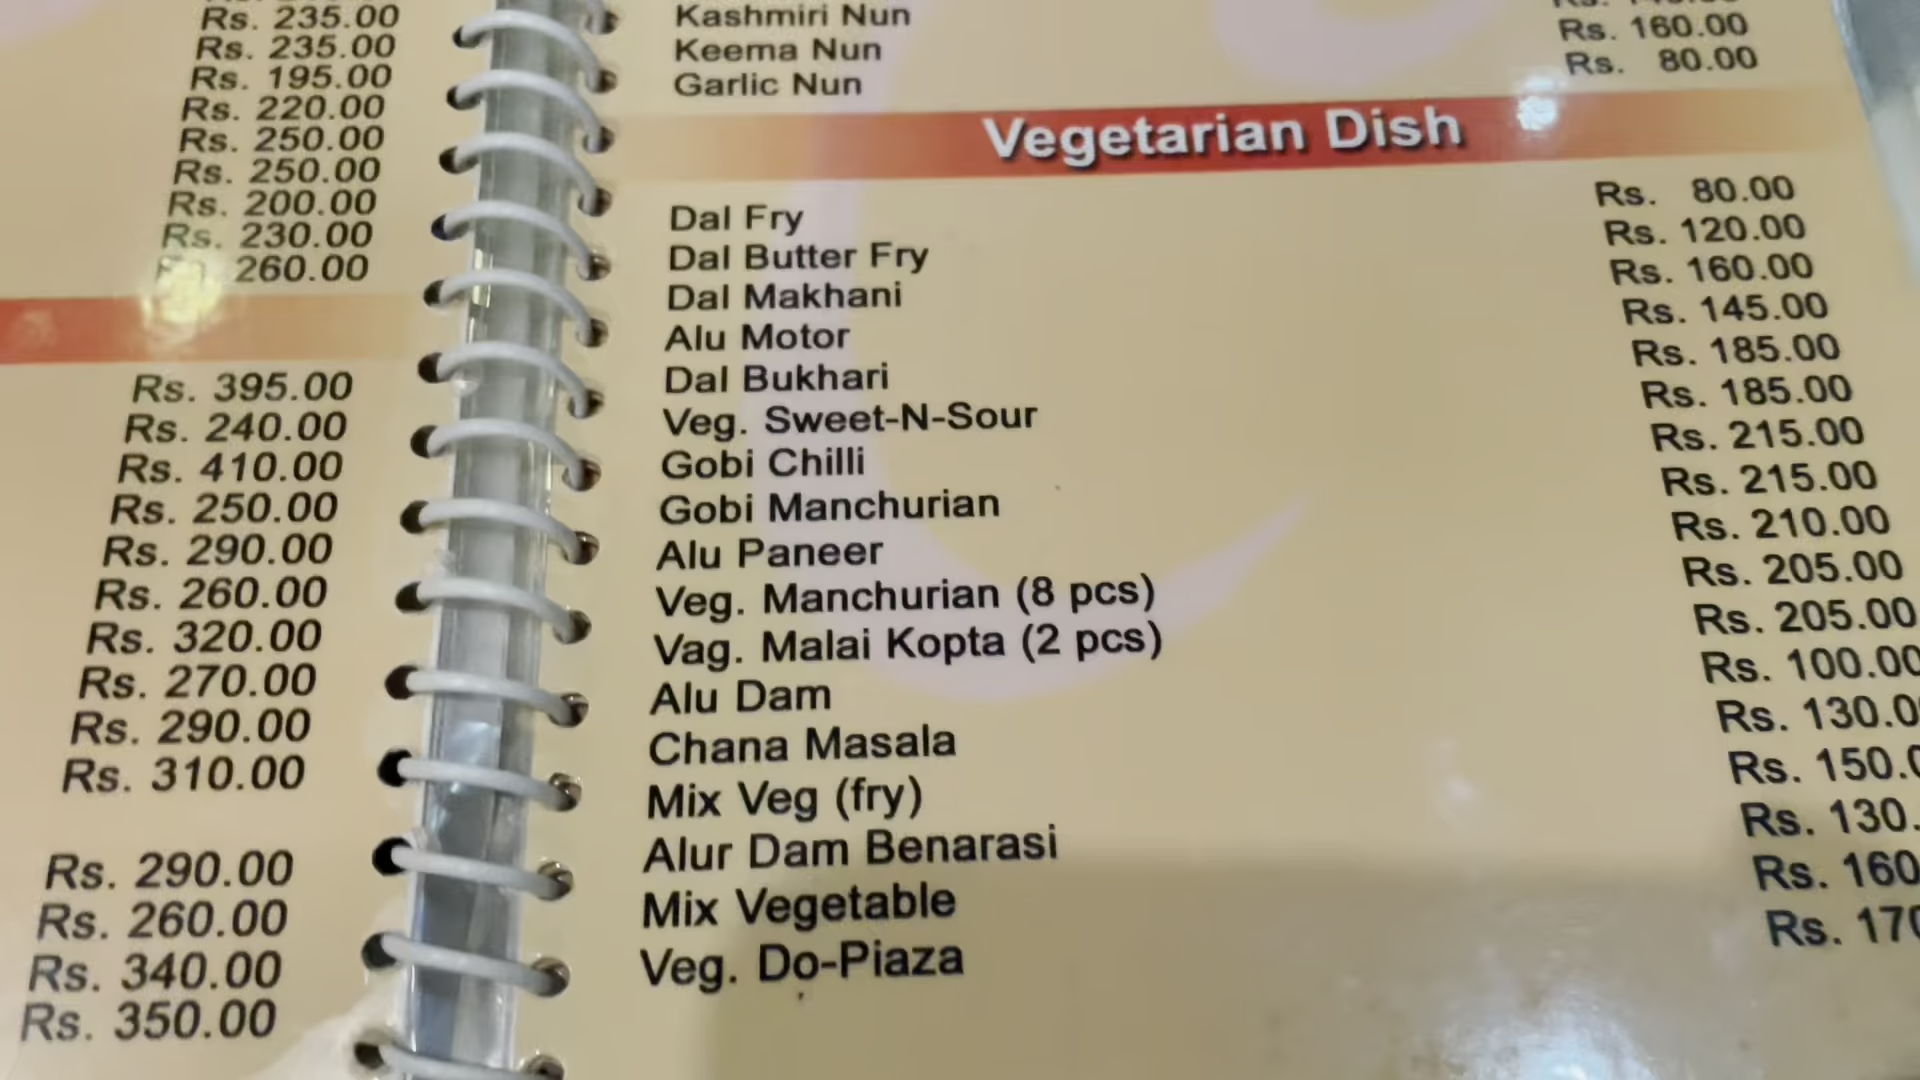 Rs. 235.00
Rs. 235.00
Rs. 195.00
Rs. 220.00
Rs. 250.00
Rs. 250.00
Rs. 200.00
Rs. 230.00
260.00
Rs. 395.00
Rs. 240.00
Rs. 410.00
Rs. 250.00
Rs. 290.00
Rs. 260.00
Rs. 320.00
Rs. 270.00
Rs. 290.00
Rs. 310.00
Rs. 290.00
Rs. 260.00
Rs. 340.00
Rs. 350.00
Kashmiri Nun
Keema Nun Rs. 160.00
Garlic Nun Rs. 80.00
Vegetarian Dish
Dal Fry Rs. 80.00
Dal Butter Fry Rs. 120.00
Dal Makhani Rs. 160.00
Alu Motor Rs. 145.00
Dal Bukhari Rs. 185.00
Veg. Sweet-N-Sour Rs. 185.00
Gobi Chilli Rs. 215.00
Gobi Manchurian Rs. 215.00
Alu Paneer Rs. 210.00
Veg. Manchurian (8 pcs) Rs. 205.00
Vag. Malai Kopta (2 pcs) Rs. 205.00
Alu Dam Rs. 100.00
Chana Masala Rs. 130.0
Mix Veg (fry) Rs. 150.
Alur Dam Benarasi Rs. 130.
Mix Vegetable Rs. 160
Veg. Do-Piaza Rs. 170